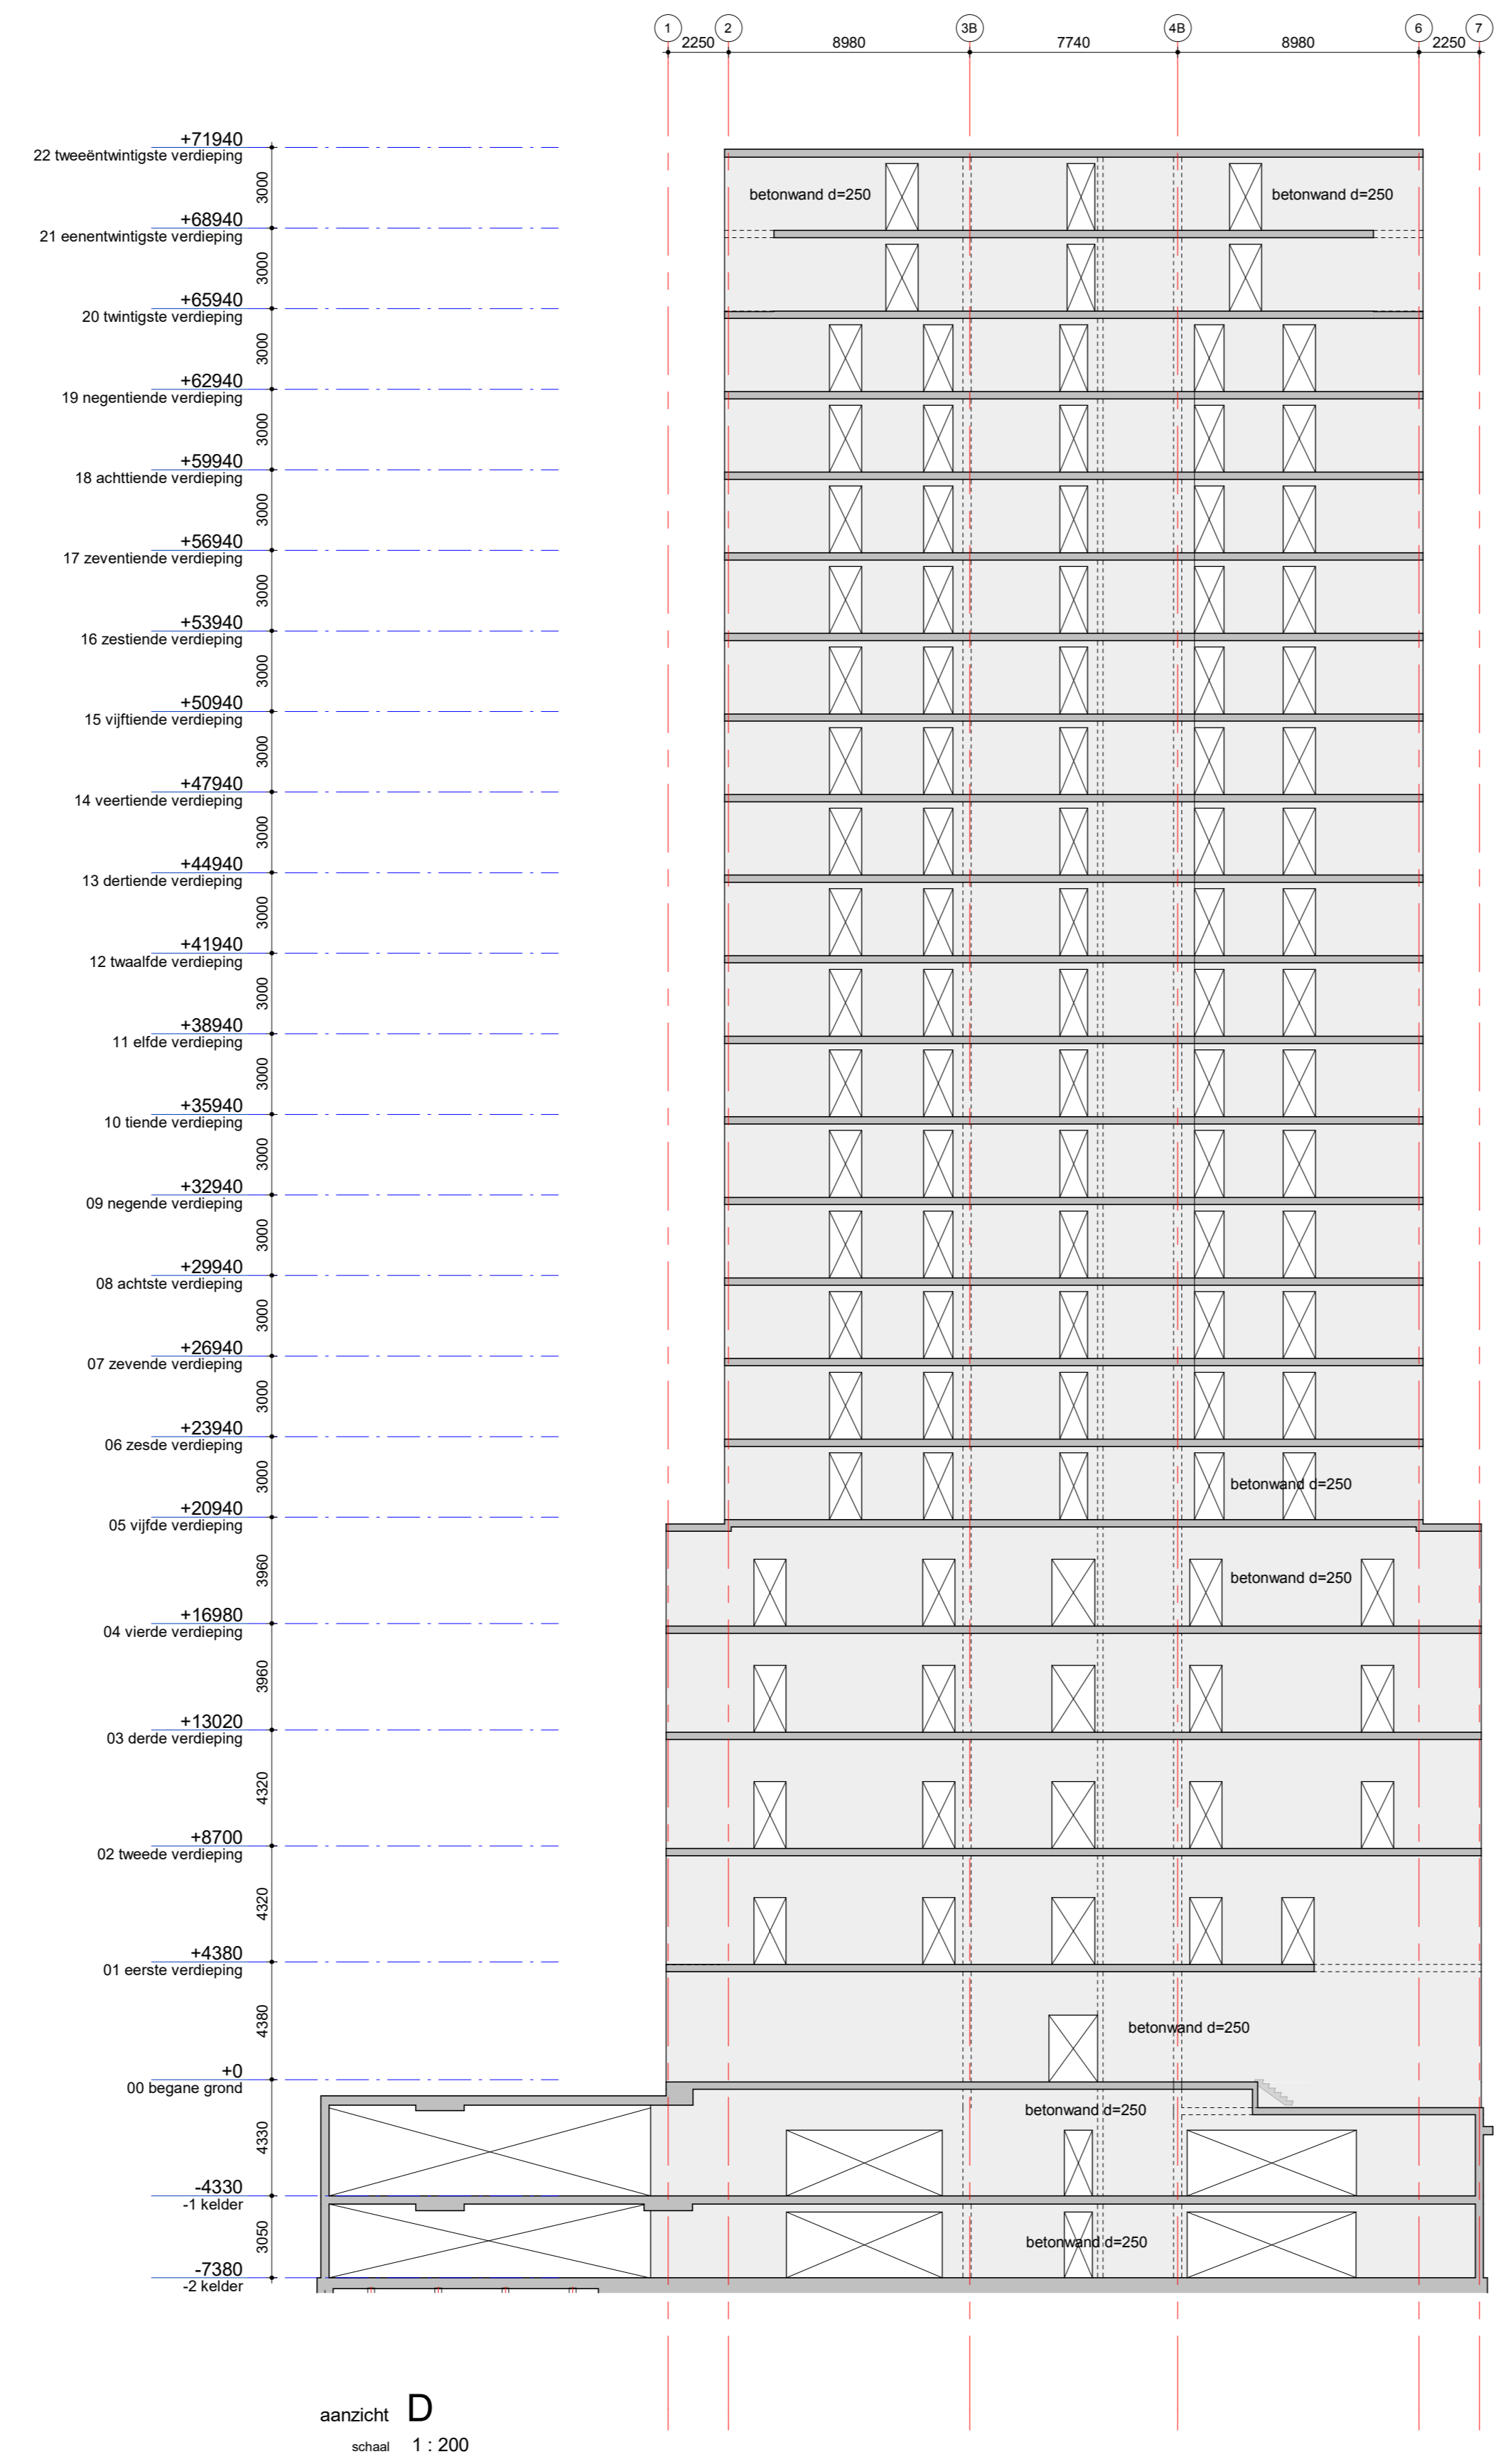 1 2 3B 4B 6 7
2250 8980 7740 8980 2250
+71940
22 tweeëntwintigste verdieping
3000
betonwand d=250 betonwand d=250
+68940
21 eenentwintigste verdieping
3000
+65940
20 twintigste verdieping
3000
+62940
19 negentiende verdieping
3000
+59940
18 achttiende verdieping
3000
+56940
17 zeventiende verdieping
3000
+53940
16 zestiende verdieping
3000
+50940
15 vijftiende verdieping
3000
+47940
14 veertiende verdieping
3000
+44940
13 dertiende verdieping
3000
+41940
12 twaalfde verdieping
3000
+38940
11 elfde verdieping
3000
+35940
10 tiende verdieping
3000
+32940
09 negende verdieping
3000
+29940
08 achtste verdieping
3000
+26940
07 zevende verdieping
3000
+23940
06 zesde verdieping
3000
betonwand d=250
+20940
05 vijfde verdieping
3960
betonwand d=250
+16980
04 vierde verdieping
3960
+13020
03 derde verdieping
4320
+8700
02 tweede verdieping
4320
+4380
01 eerste verdieping
4380
betonwand d=250
+0
00 begane grond
betonwand d=250
4330
-4330
-1 kelder
3050
betonwand d=250
-7380
-2 kelder
aanzicht D
schaal 1 : 200